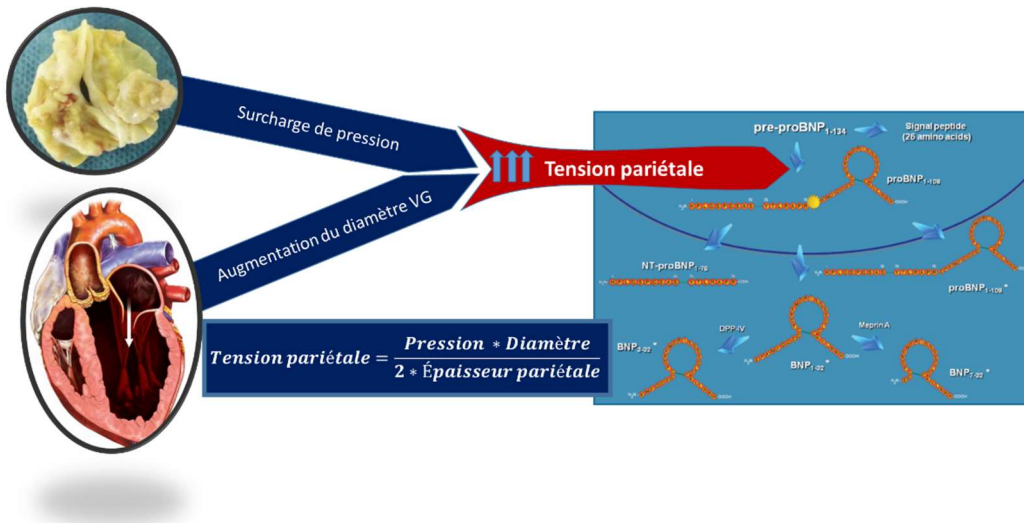 Surcharge de pression
Augmentation du diamètre VG
Tension pariétale
Tension pariétale = Pression * Diamètre
2 * Épaisseur pariétale
pre-proBNP1-134
Signal peptide
(26 amino acids)
proBNP1-108
COOH
NT-proBNP1-76
proBNP1-108*
DPP-IV
Meprin A
BNP3-32*
BNP1-32*
BNP7-32*